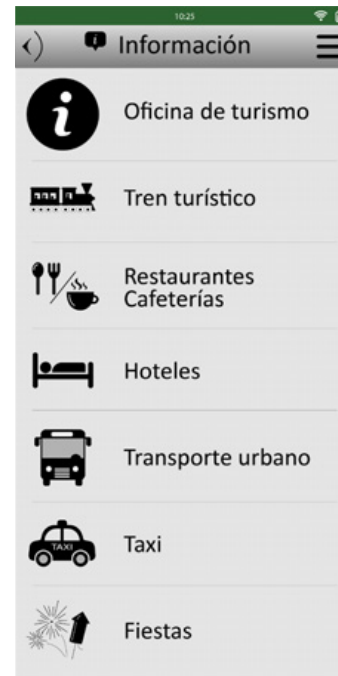 10:25
Información
Oficina de turismo
Tren turístico
Restaurantes
Cafeterías
Hoteles
Transporte urbano
TAXI
Taxi
Fiestas